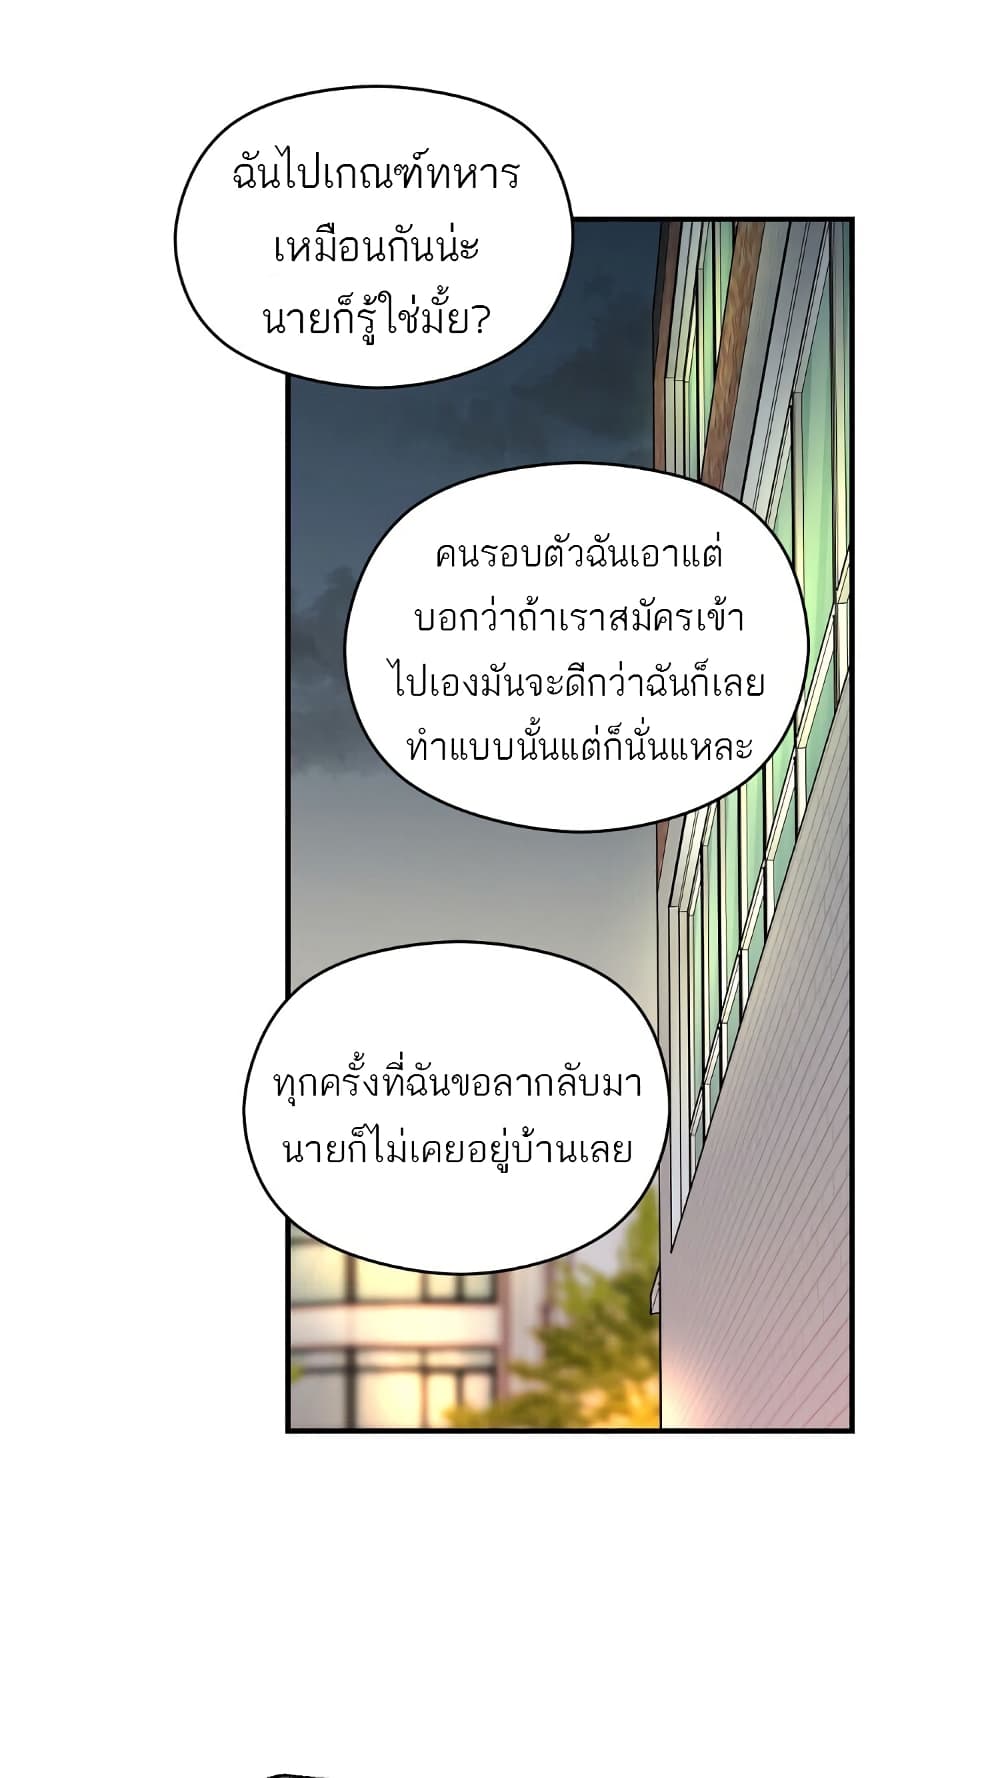 ฉันไปเกณฑ์ทหาร
เหมือนกันน่ะ
นายก็รู้ใช่มั้ย?
คนรอบตัวฉันเอาแต่
บอกว่าถ้าเราสมัครเข้า
ไปเองมันจะดีกว่าฉันก็เลย
ทำแบบนั้นแต่ก็นั่นแหละ
ทุกครั้งที่ฉันขอลากลับมา
นายก็ไม่เคยอยู่บ้านเลย